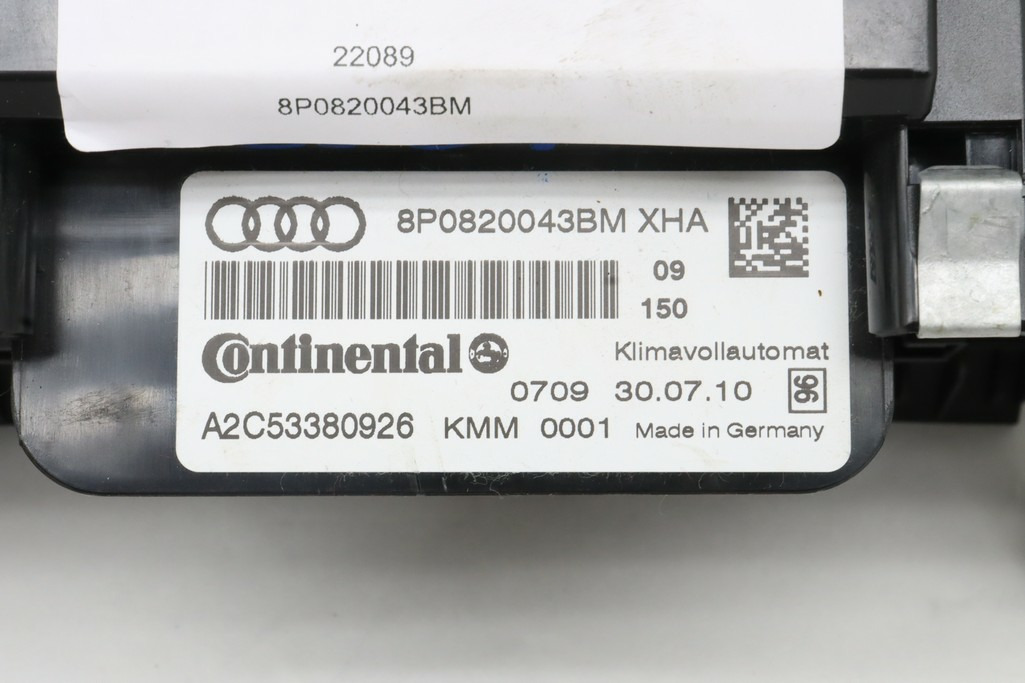 22089
8P0820043BM
8P0820043BM XHA
09
150
Continental
Klimavollautomat
0709 30.07.10 96
A2C53380926 KMM 0001 Made in Germany